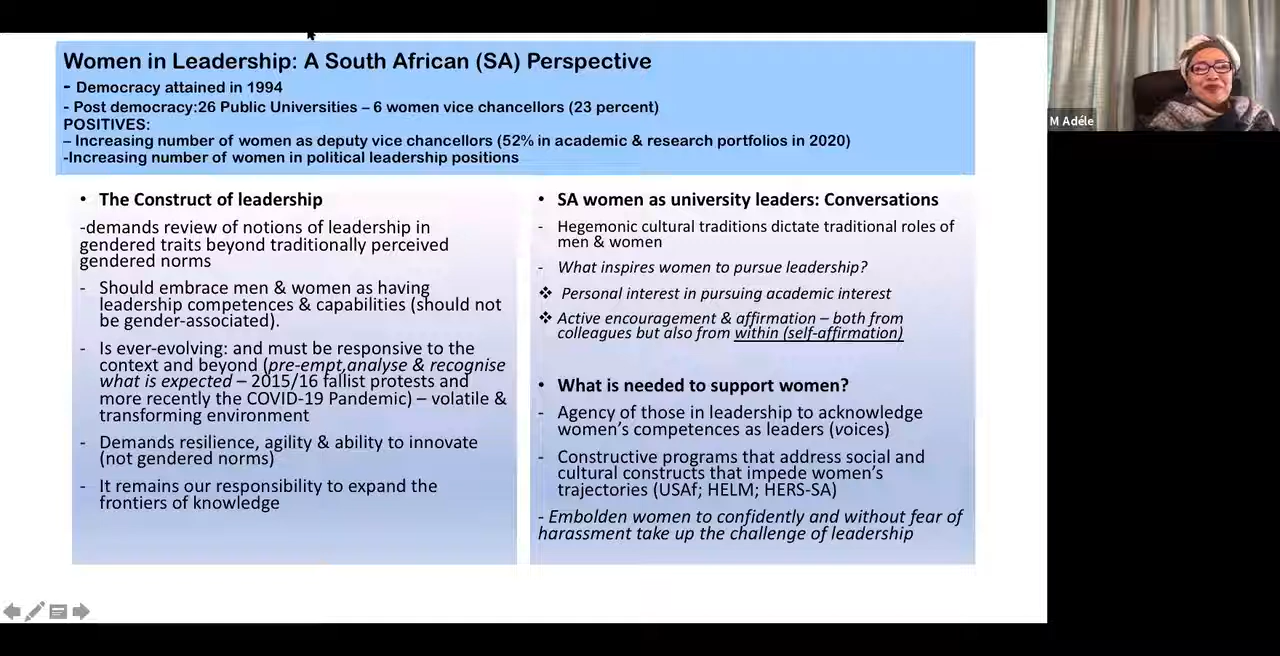 Women in Leadership: A South African (SA) Perspective
- Democracy attained in 1994
- Post democracy:26 Public Universities – 6 women vice chancellors (23 percent)
POSITIVES:
– Increasing number of women as deputy vice chancellors (52% in academic & research portfolios in 2020)
-Increasing number of women in political leadership positions
• The Construct of leadership
-demands review of notions of leadership in
gendered traits beyond traditionally perceived
gendered norms
- Should embrace men & women as having
leadership competences & capabilities (should not
be gender-associated).
- Is ever-evolving: and must be responsive to the
context and beyond (pre-empt,analyse & recognise
what is expected – 2015/16 fallist protests and
more recently the COVID-19 Pandemic) – volatile &
transforming environment
- Demands resilience, agility & ability to innovate
(not gendered norms)
- It remains our responsibility to expand the
frontiers of knowledge
• SA women as university leaders: Conversations
- Hegemonic cultural traditions dictate traditional roles of
men & women
- What inspires women to pursue leadership?
❖ Personal interest in pursuing academic interest
❖ Active encouragement & affirmation – both from
colleagues but also from within (self-affirmation)
• What is needed to support women?
- Agency of those in leadership to acknowledge
women's competences as leaders (voices)
- Constructive programs that address social and
cultural constructs that impede women's
trajectories (USAf; HELM; HERS-SA)
- Embolden women to confidently and without fear of
harassment take up the challenge of leadership
M Adéle